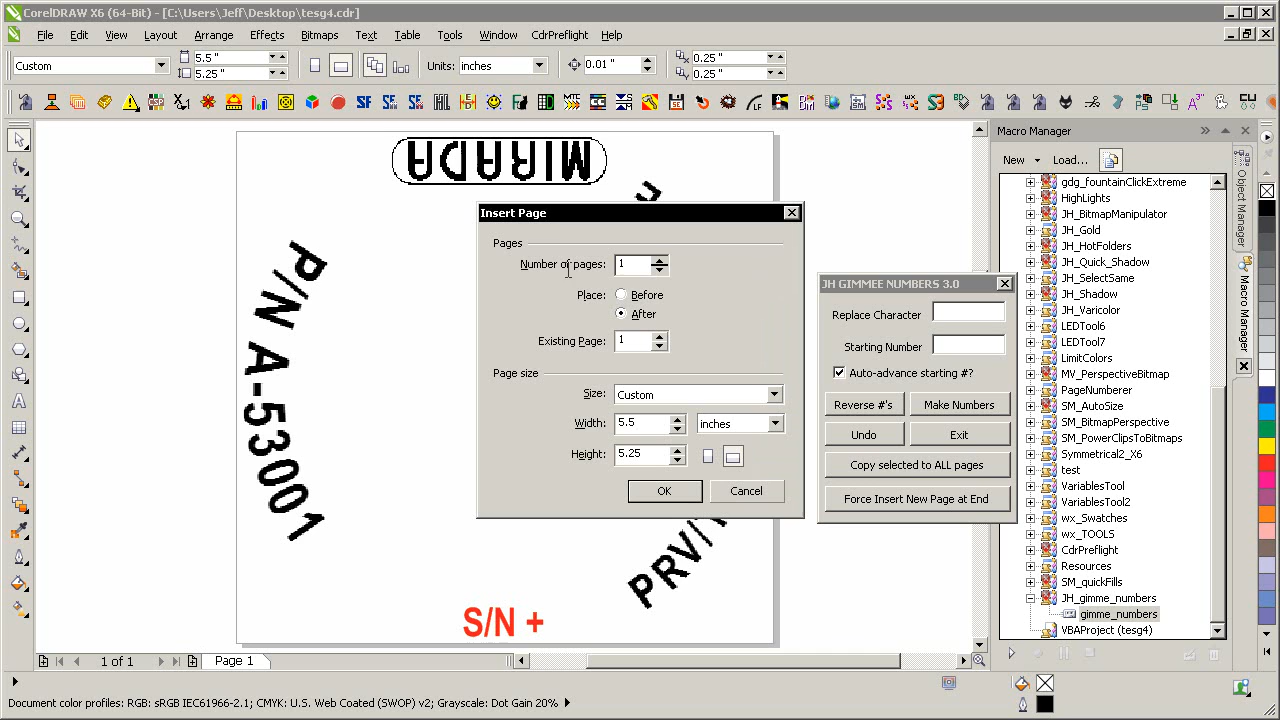 CorelDRAW X6 (64-Bit) - [C:\Users\Jeff\Desktop\tesg4.cdr]
File Edit View Layout Arrange Effects Bitmaps Text Table Tools Window CdrPreflight Help
Custom
5.5 "
5.25 "
Units: inches
0.01 "
0.25 "
0.25 "
MIRADA
P/N A-53001
PRV/
S/N +
Insert Page
Pages
Number of pages: 1
Place: Before
After
Existing Page: 1
Page size
Size: Custom
Width: 5.5 inches
Height: 5.25
OK Cancel
JH GIMMEE NUMBERS 3.0
Replace Character
Starting Number
Auto-advance starting #?
Reverse #'s Make Numbers
Undo Exit
Copy selected to ALL pages
Force Insert New Page at End
Macro Manager
New Load...
gdg_fountainClickExtreme
HighLights
JH_BitmapManipulator
JH_Gold
JH_HotFolders
JH_Quick_Shadow
JH_SelectSame
JH_Shadow
JH_Varicolor
LEDTool6
LEDTool7
LimitColors
MV_PerspectiveBitmap
PageNumberer
SM_AutoSize
SM_BitmapPerspective
SM_PowerClipsToBitmaps
Symmetrical2_X6
test
VariablesTool
VariablesTool2
wx_Swatches
wx_TOOLS
CdrPreflight
Resources
SM_quickFills
JH_gimme_numbers
gimme_numbers
VBAProject (tesg4)
Object Manager
Macro Manager
1 of 1
Page 1
Document color profiles: RGB: sRGB IEC61966-2.1; CMYK: U.S. Web Coated (SWOP) v2; Grayscale: Dot Gain 20%